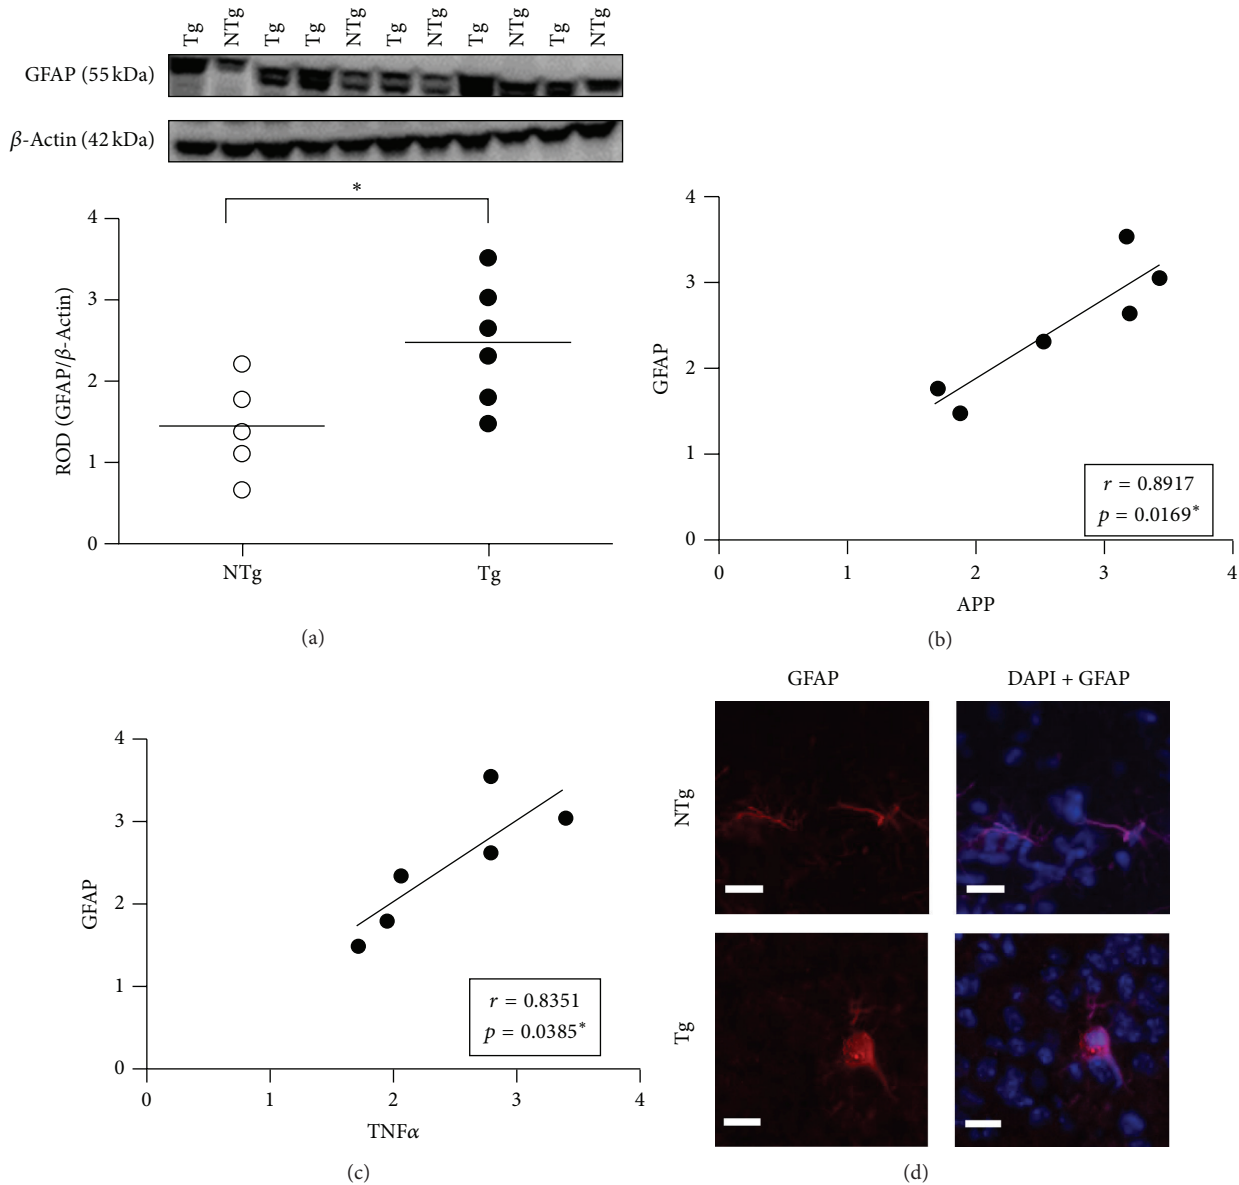 Tg NTg Tg Tg NTg Tg NTg Tg NTg Tg NTg
GFAP (55 kDa)
β-Actin (42 kDa)
*
4
3
2
1
0
ROD (GFAP/β-Actin)
NTg Tg
(a)
4
3
2
1
0
GFAP
r = 0.8917
p = 0.0169*
0 1 2 3 4
APP
(b)
4
3
2
1
0
GFAP
r = 0.8351
p = 0.0385*
0 1 2 3 4
TNFα
(c)
GFAP DAPI + GFAP
NTg
Tg
(d)